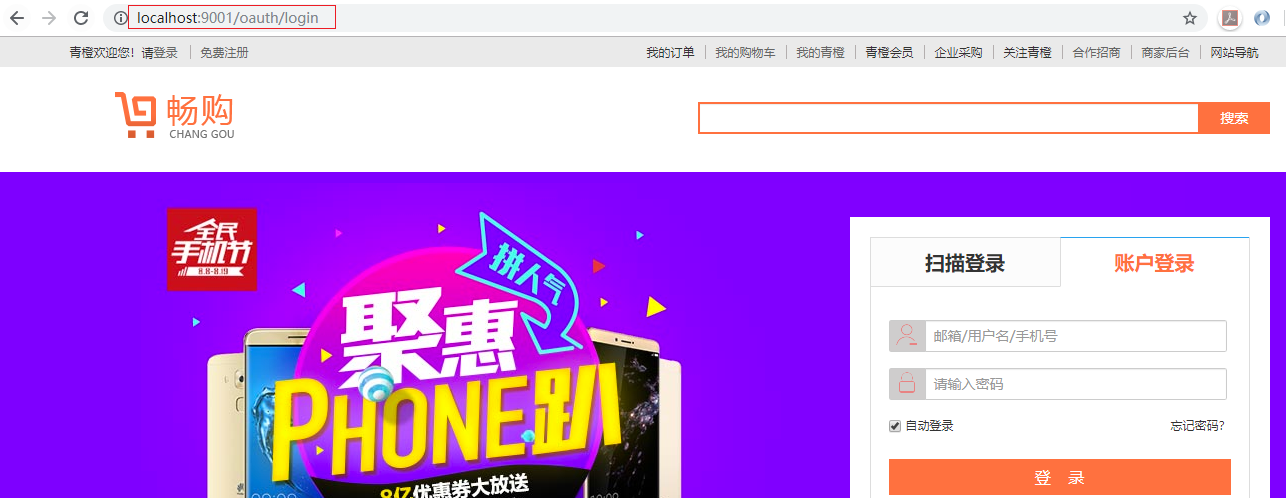 localhost:9001/oauth/login
青橙欢迎您！请登录 免费注册 我的订单 我的购物车 我的青橙 青橙会员 企业采购 关注青橙 合作招商 商家后台 网站导航
畅购
CHANG GOU
搜索
全民
手机节
8.8-8.19
拼人气
聚惠
PHONE趴
8亿优惠券大放送
扫描登录 账户登录
邮箱/用户名/手机号
请输入密码
自动登录 忘记密码?
登 录